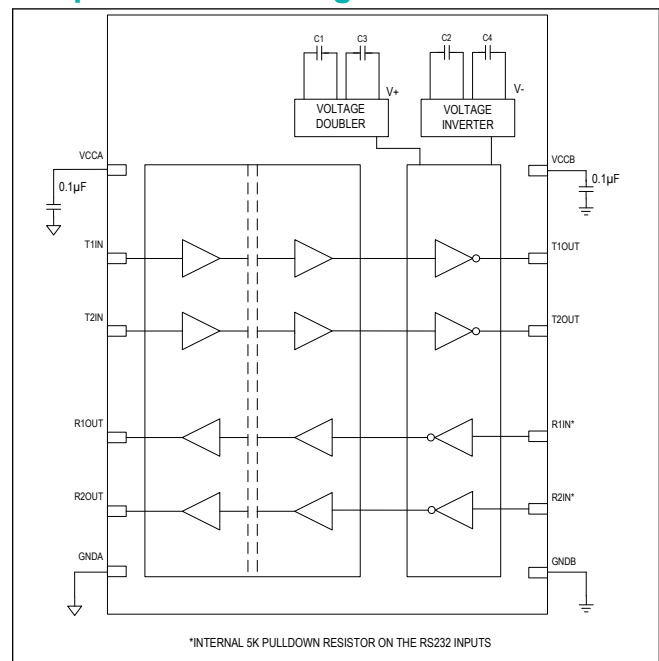 C1
C3
C2
C4
V+
V-
VOLTAGE
DOUBLER
VOLTAGE
INVERTER
VCCA
VCCB
0.1µF
0.1µF
T1IN
T1OUT
T2IN
T2OUT
R1OUT
R1IN*
R2OUT
R2IN*
GNDA
GNDB
*INTERNAL 5K PULLDOWN RESISTOR ON THE RS232 INPUTS